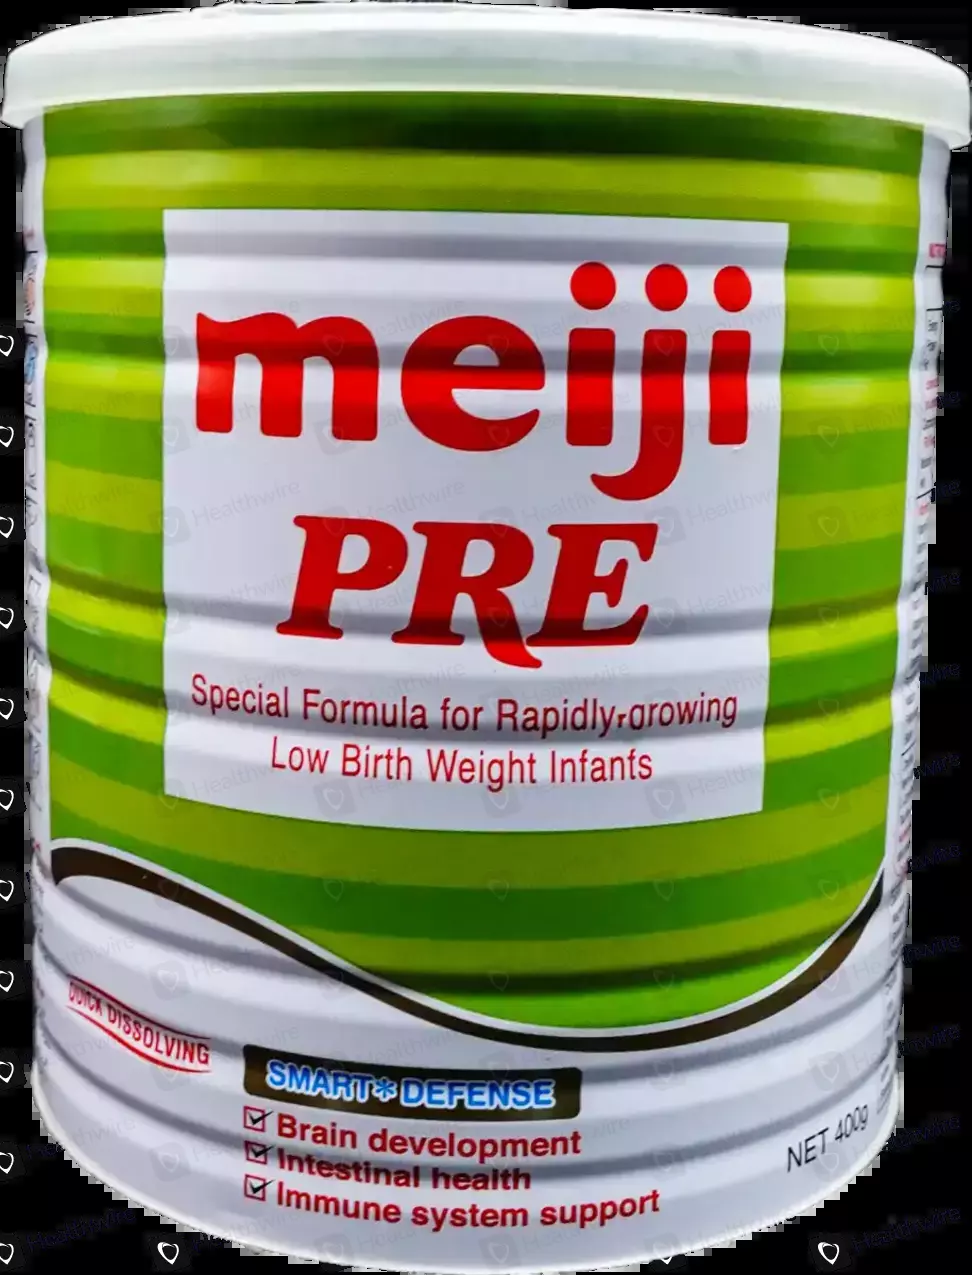 meiji
PRE
Special Formula for Rapidly-growing
Low Birth Weight Infants
QUICK DISSOLVING
SMART*DEFENSE
Brain development
Intestinal health
Immune system support
NET 400g
Healthwire